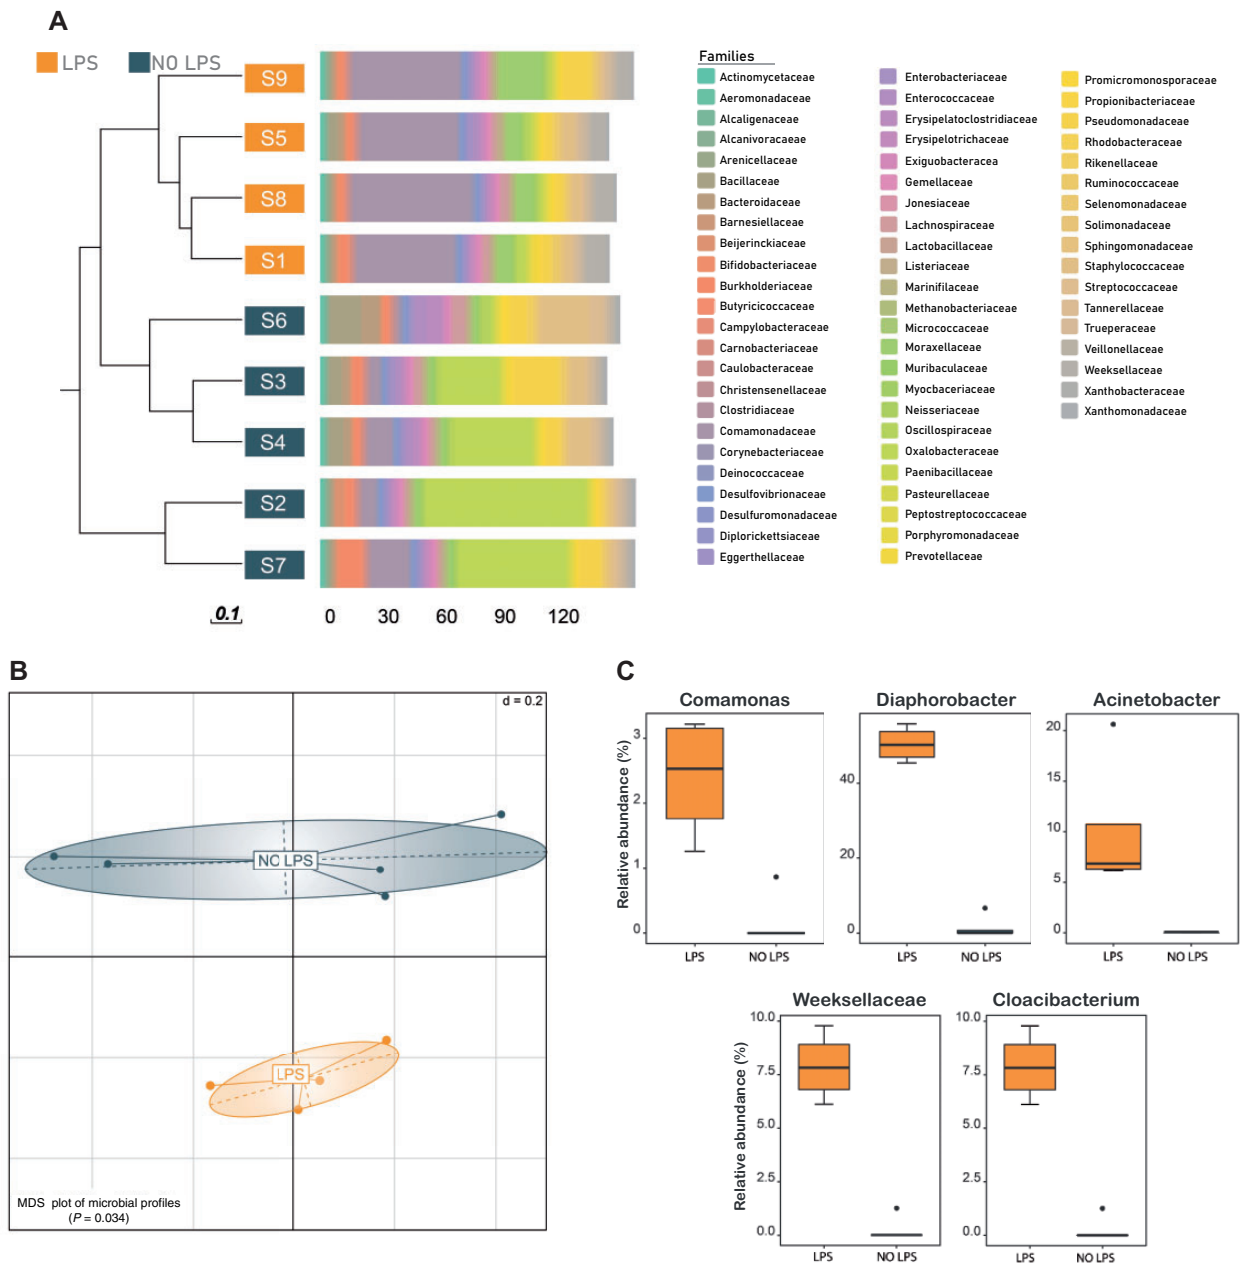 A
LPS
NO LPS
S9
S5
S8
S1
S6
S3
S4
S2
S7
0.1
0 30 60 90 120
Families
Actinomycetaceae
Aeromonadaceae
Alcaligenaceae
Alcanivoracaeae
Arenicellaceae
Bacillaceae
Bacteroidaceae
Barnesiellaceae
Beijerinckiaceae
Bifidobacteriaceae
Burkholderiaceae
Butyricicoccaceae
Campylobacteraceae
Carnobacteriaceae
Caulobacteraceae
Christensenellaceae
Clostridiaceae
Comamonadaceae
Corynebacteriaceae
Deinococcaceae
Desulfovibrionaceae
Desulfuromonadaceae
Diplorickettsiaceae
Eggerthellaceae
Enterobacteriaceae
Enterococcaceae
Erysipelatoclostridiaceae
Erysipelotrichaceae
Exiguobacteracea
Gemellaceae
Jonesiaceae
Lachnospiraceae
Lactobacillaceae
Listeriaceae
Marinifilaceae
Methanobacteriaceae
Micrococcaceae
Moraxellaceae
Muribaculaceae
Myocbaceriaceae
Neisseriaceae
Oscillospiraceae
Oxalobacteraceae
Paenibacillaceae
Pasteurellaceae
Peptostreptococcaceae
Porphyromonadaceae
Prevotellaceae
Promicromonosporaceae
Propionibacteriaceae
Pseudomonadaceae
Rhodobacteraceae
Rikenellaceae
Ruminococcaceae
Selenomonadaceae
Solimonadaceae
Sphingomonadaceae
Staphylococcaceae
Streptococcaceae
Tannerellaceae
Trueperaceae
Veillonellaceae
Weeksellaceae
Xanthobacteraceae
Xanthomonadaceae
B
d = 0.2
NO LPS
LPS
MDS plot of microbial profiles
(P = 0.034)
C
Comamonas
Relative abundance (%)
3
2
1
0
LPS NO LPS
Diaphorobacter
40
20
0
LPS NO LPS
Acinetobacter
20
15
10
5
0
LPS NO LPS
Weeksellaceae
Relative abundance (%)
10.0
7.5
5.0
2.5
0.0
LPS NO LPS
Cloacibacterium
10.0
7.5
5.0
2.5
0.0
LPS NO LPS